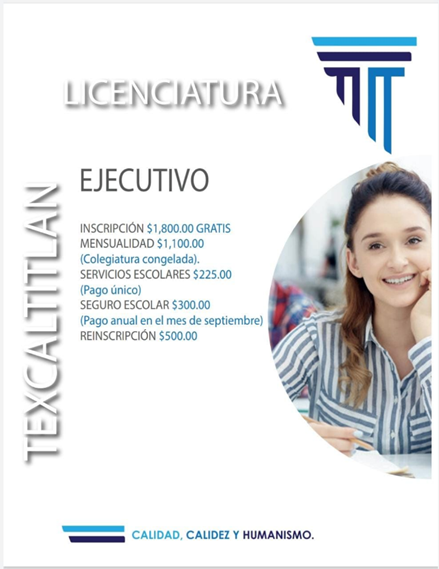 LICENCIATURA
EJECUTIVO
TEXCALTITLAN
INSCRIPCIÓN $1,800.00 GRATIS
MENSUALIDAD $1,100.00
(Colegiatura congelada).
SERVICIOS ESCOLARES $225.00
(Pago único)
SEGURO ESCOLAR $300.00
(Pago anual en el mes de septiembre)
REINSCRIPCIÓN $500.00
CALIDAD, CALIDEZ Y HUMANISMO.